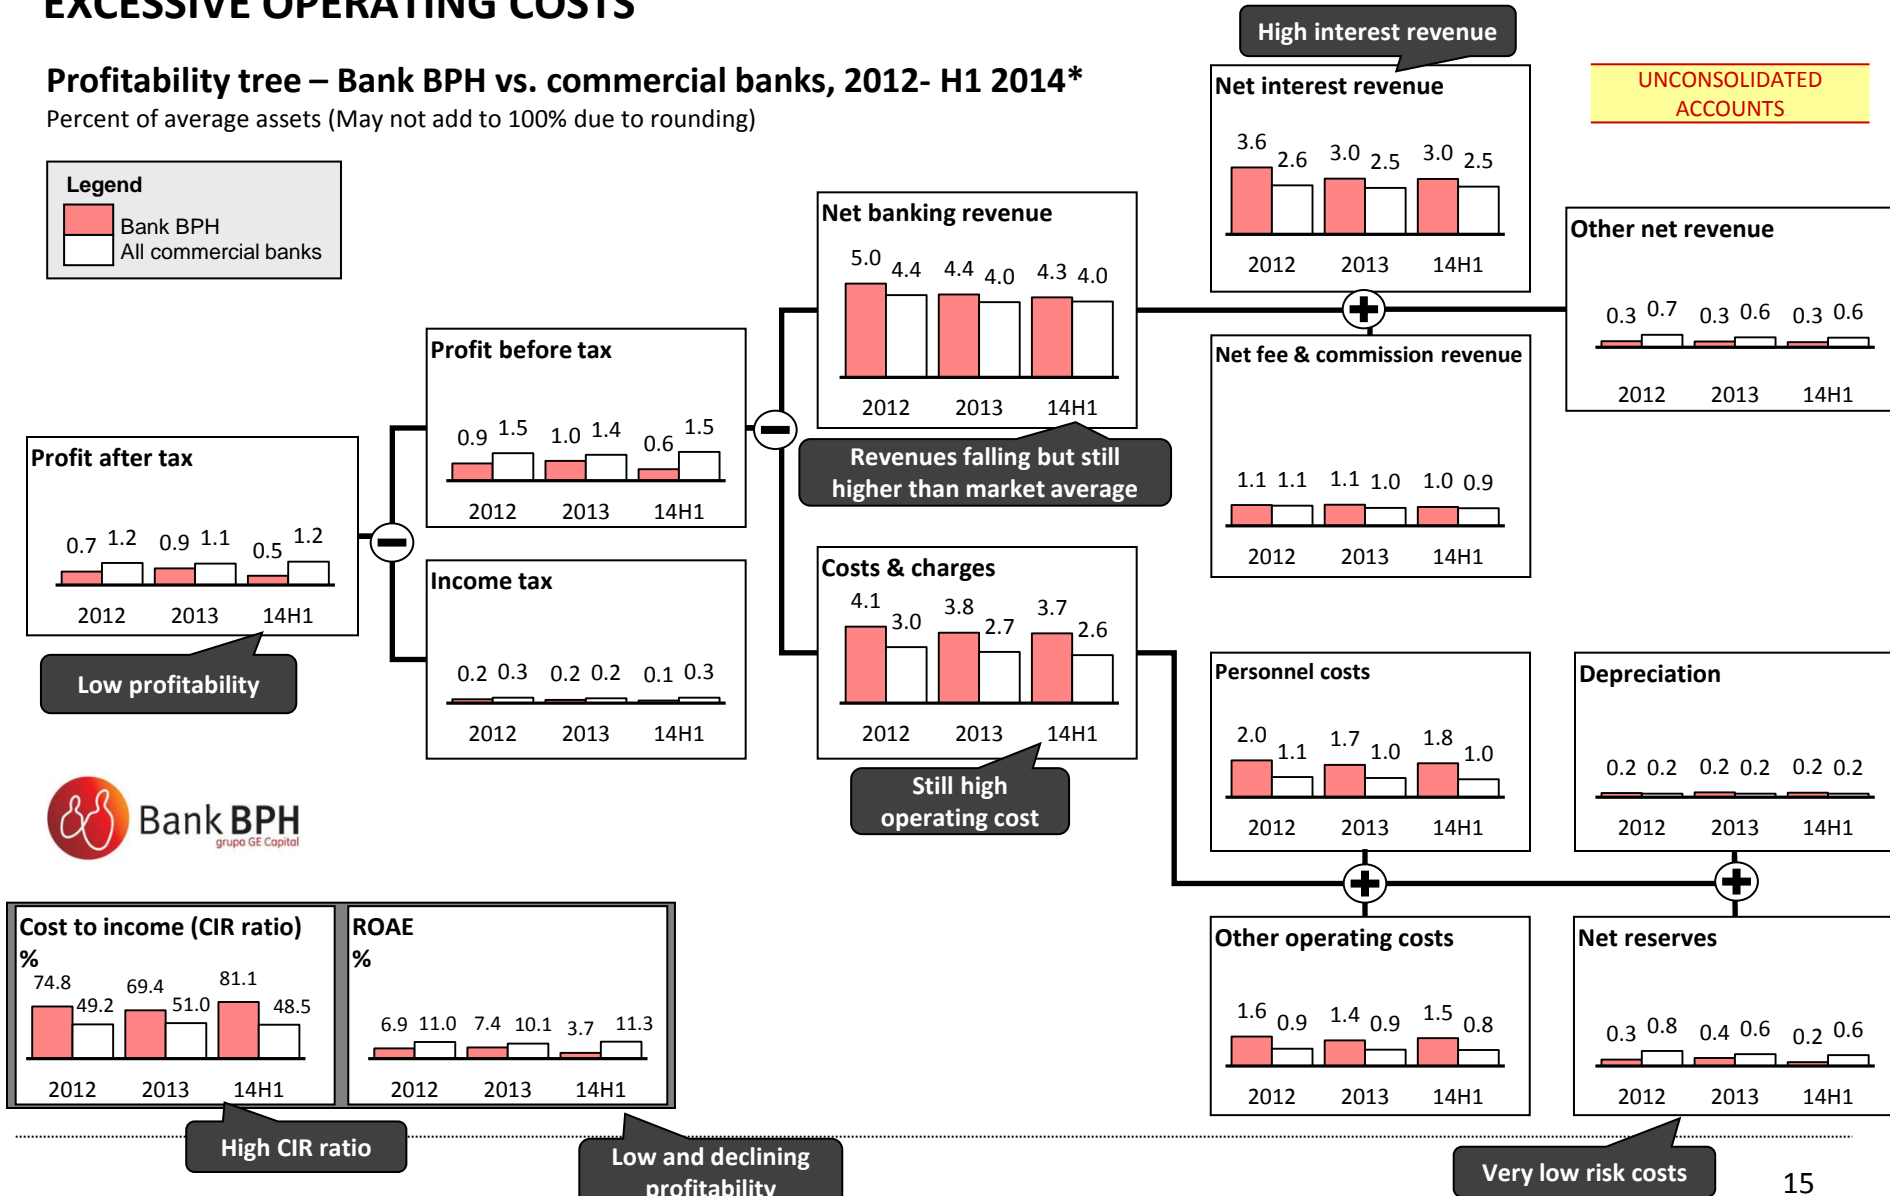 EXCESSIVE OPERATING COSTS
Profitability tree – Bank BPH vs. commercial banks, 2012- H1 2014*
Percent of average assets (May not add to 100% due to rounding)
UNCONSOLIDATED
ACCOUNTS
Legend
Bank BPH
All commercial banks
High interest revenue
Net interest revenue
3.6 2.6 3.0 2.5 3.0 2.5
2012 2013 14H1
Other net revenue
0.3 0.7 0.3 0.6 0.3 0.6
2012 2013 14H1
Net banking revenue
5.0 4.4 4.4 4.0 4.3 4.0
2012 2013 14H1
Revenues falling but still
higher than market average
Net fee & commission revenue
1.1 1.1 1.1 1.0 1.0 0.9
2012 2013 14H1
Profit before tax
0.9 1.5 1.0 1.4 0.6 1.5
2012 2013 14H1
Profit after tax
0.7 1.2 0.9 1.1 0.5 1.2
2012 2013 14H1
Low profitability
Income tax
0.2 0.3 0.2 0.2 0.1 0.3
2012 2013 14H1
Costs & charges
4.1 3.0 3.8 2.7 3.7 2.6
2012 2013 14H1
Still high
operating cost
Personnel costs
2.0 1.1 1.7 1.0 1.8 1.0
2012 2013 14H1
Depreciation
0.2 0.2 0.2 0.2 0.2 0.2
2012 2013 14H1
Bank BPH
grupa GE Capital
Cost to income (CIR ratio)
%
74.8 49.2 69.4 51.0 81.1 48.5
2012 2013 14H1
High CIR ratio
ROAE
%
6.9 11.0 7.4 10.1 3.7 11.3
2012 2013 14H1
Low and declining
profitability
Other operating costs
1.6 0.9 1.4 0.9 1.5 0.8
2012 2013 14H1
Net reserves
0.3 0.8 0.4 0.6 0.2 0.6
2012 2013 14H1
Very low risk costs
15